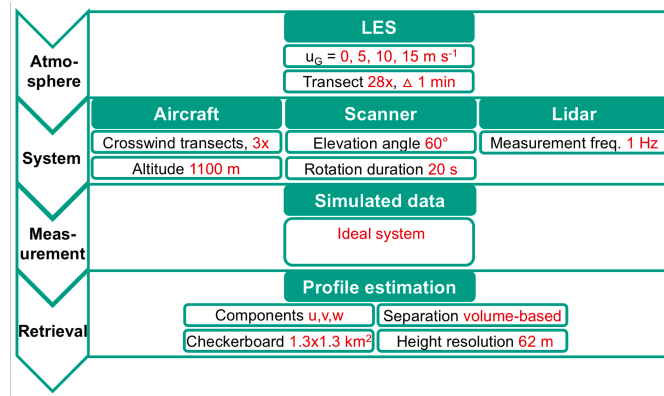 LES
Atmo-
sphere
u_G = 0, 5, 10, 15 m s⁻¹
Transect 28x, △ 1 min
Aircraft
Scanner
Lidar
System
Crosswind transects, 3x
Elevation angle 60°
Measurement freq. 1 Hz
Altitude 1100 m
Rotation duration 20 s
Meas-
urement
Simulated data
Ideal system
Retrieval
Profile estimation
Components u,v,w
Separation volume-based
Checkerboard 1.3x1.3 km²
Height resolution 62 m